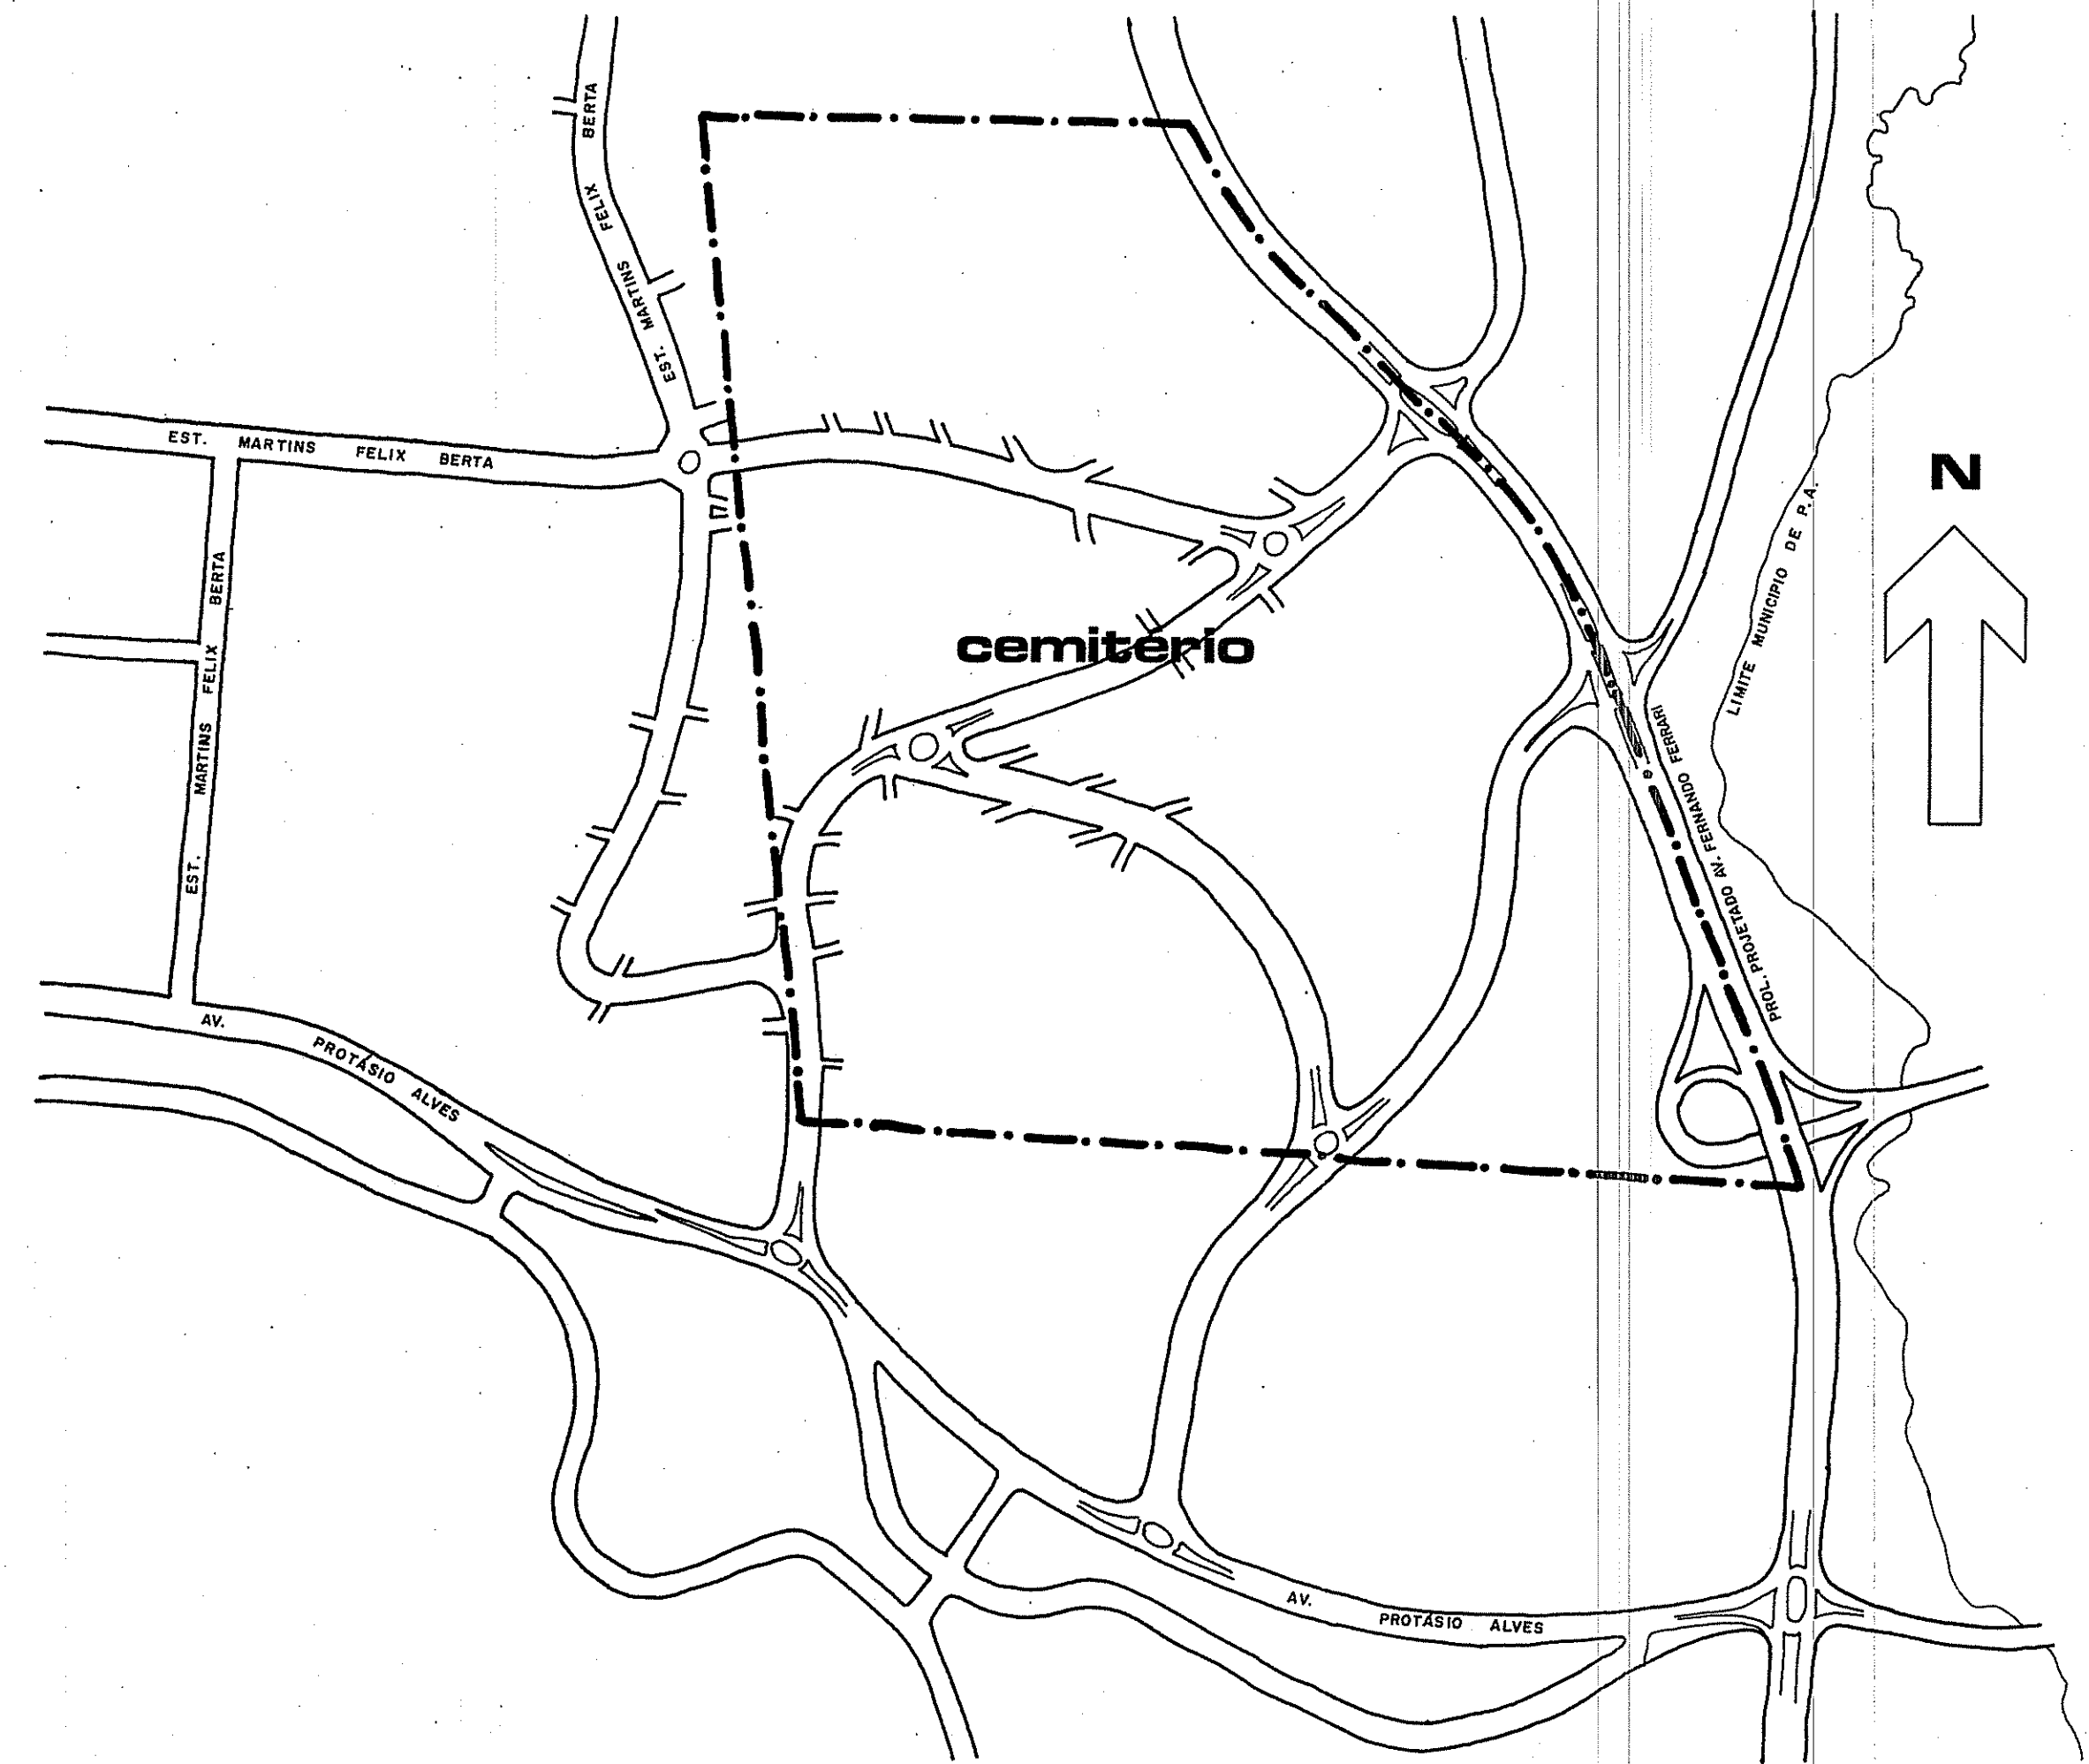 EST. MARTINS FELIX BERTA
EST. MARTINS FELIX BERTA
N
LIMITE MUNICIPIO DE P.A.
EST. MARTINS FELIX BERTA
cemitério
PROL. PROJETADO AV. FERNANDO FERRARI
AV. PROTÁSIO ALVES
AV. PROTÁSIO ALVES